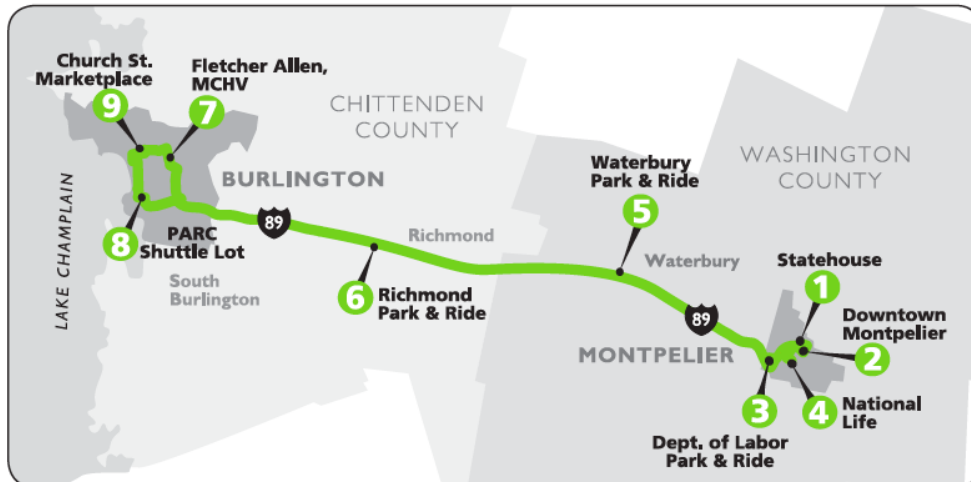 Church St.
Marketplace
9
Fletcher Allen,
MCHV
7
CHITTENDEN
COUNTY
WASHINGTON
COUNTY
Waterbury
Park & Ride
5
BURLINGTON
LAKE CHAMPLAIN
8
PARC
Shuttle Lot
89
Richmond
South
Burlington
6
Richmond
Park & Ride
Waterbury
Statehouse
1
89
Downtown
Montpelier
2
MONTPELIER
3
Dept. of Labor
Park & Ride
4
National
Life